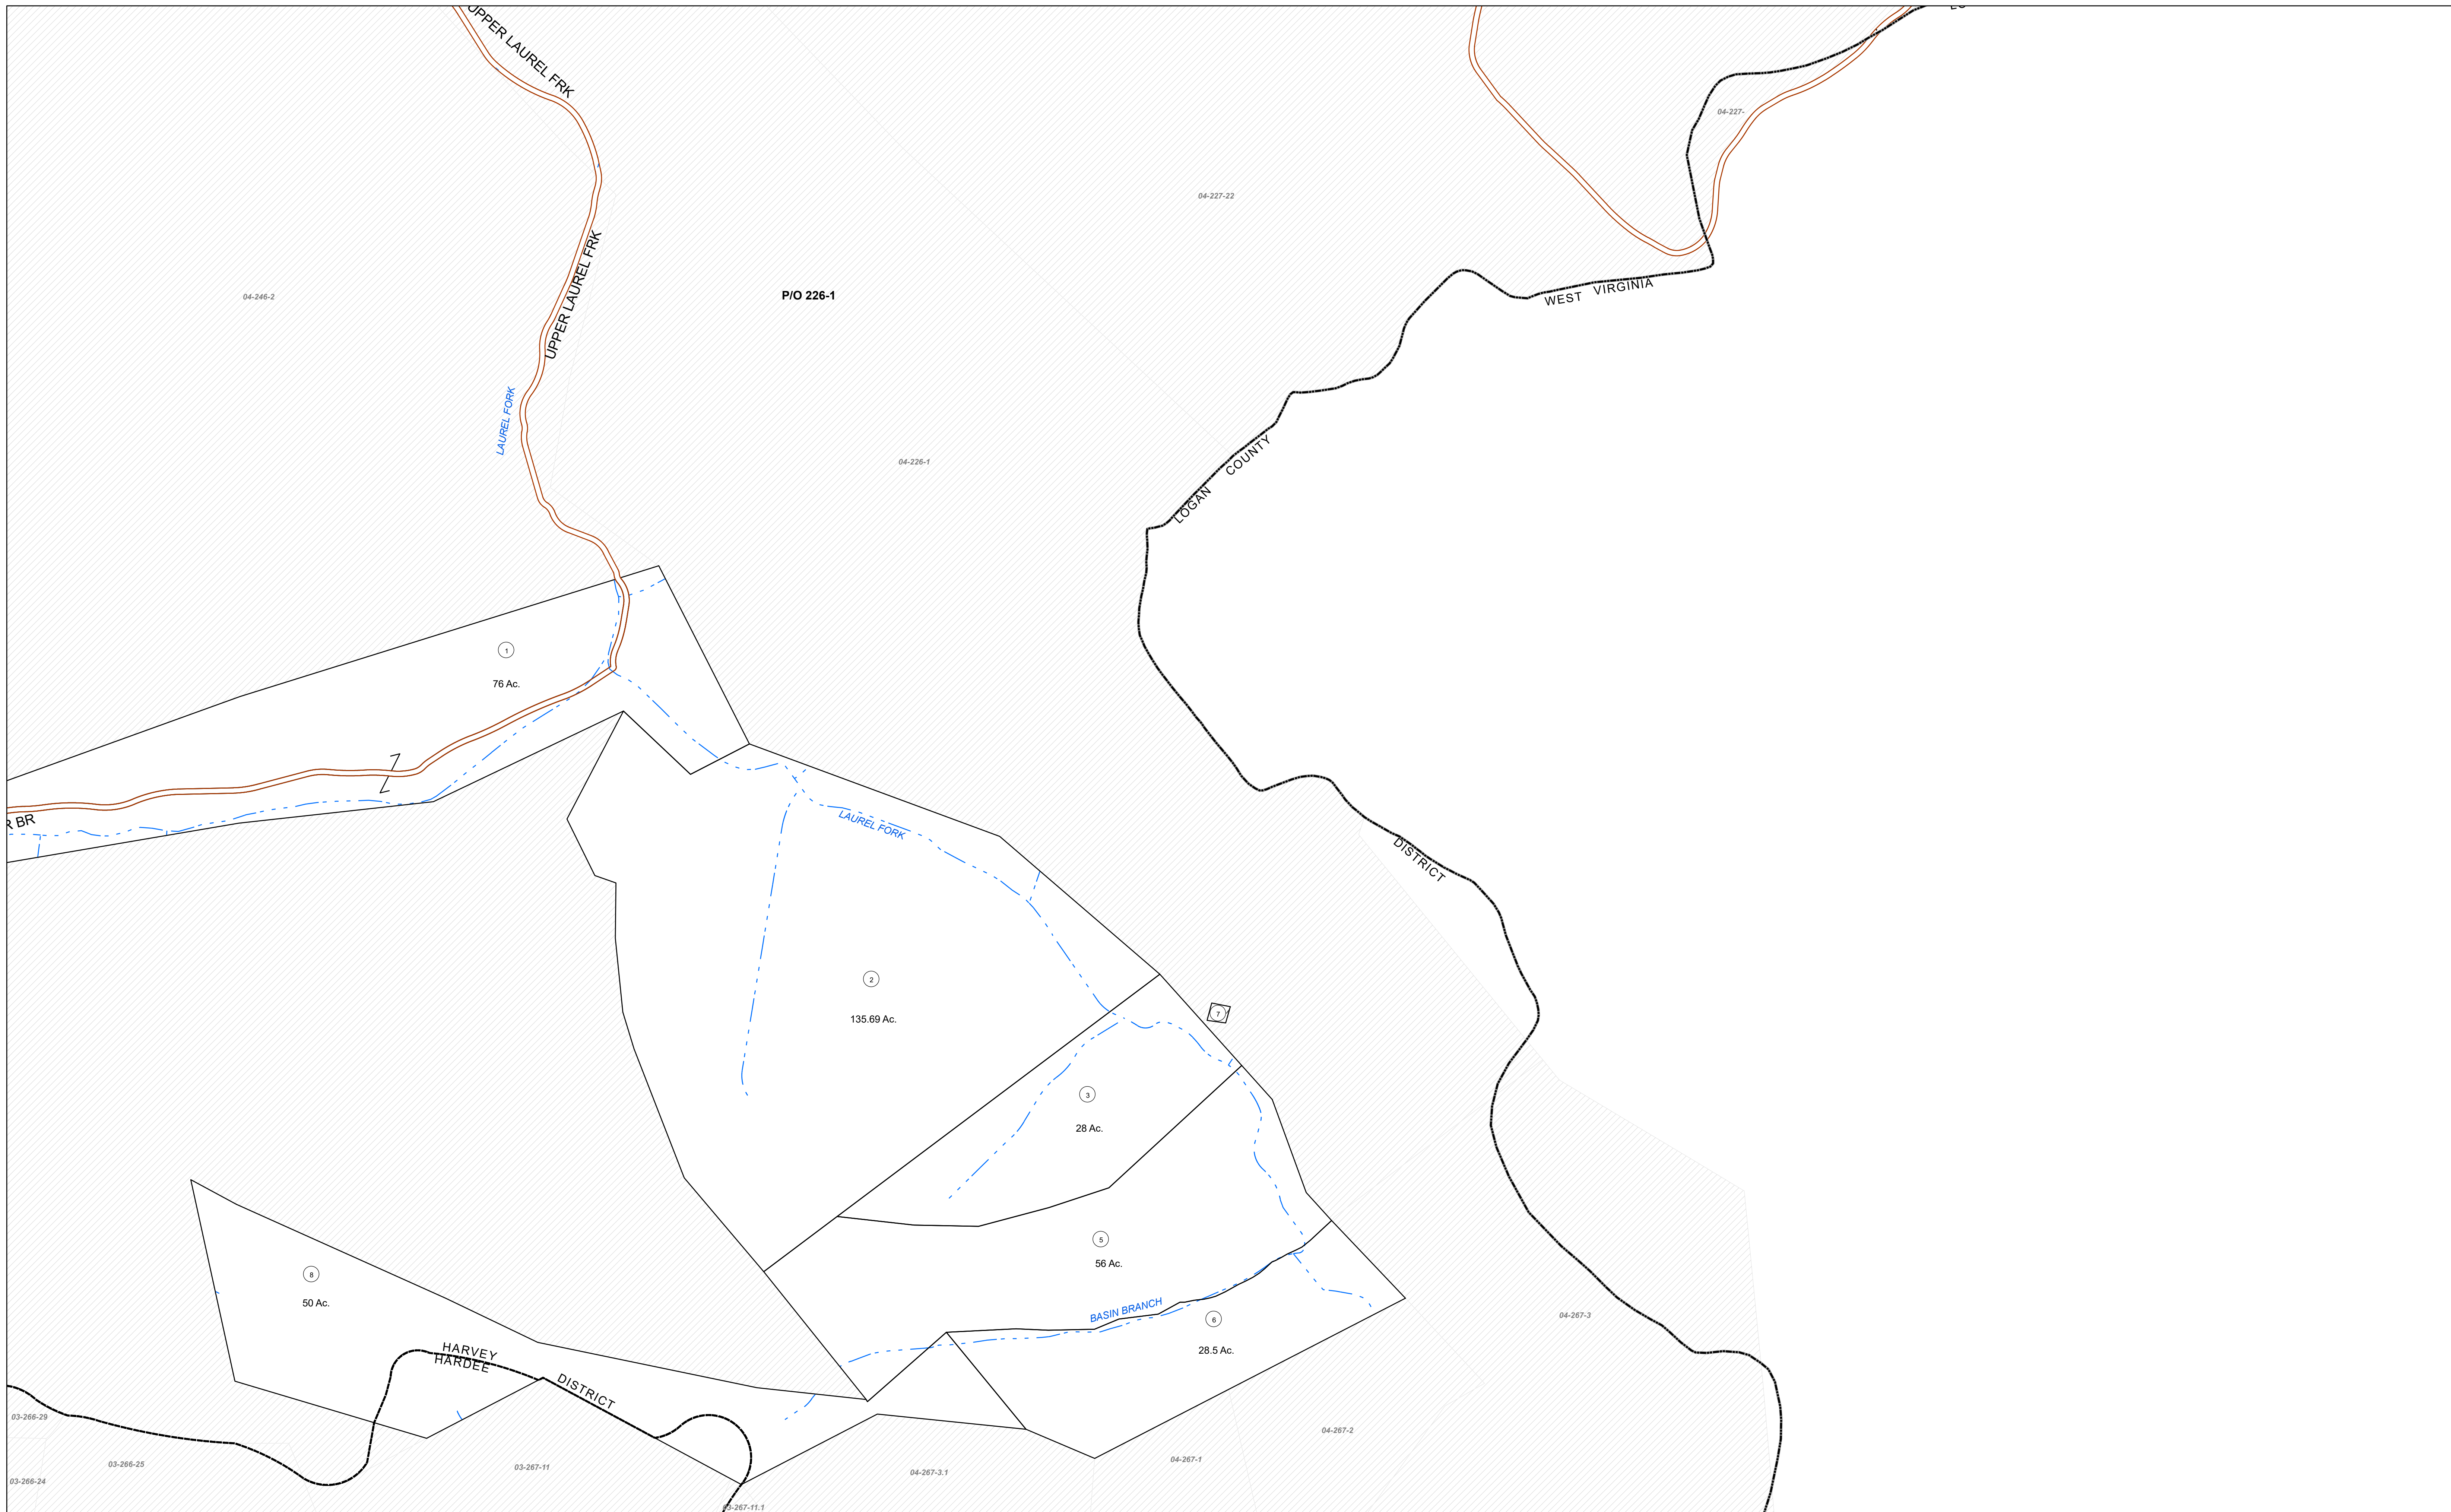 UPPER LAUREL FRK
04-227-
04-227-22
UPPER LAUREL FRK
04-246-2
P/O 226-1
WEST VIRGINIA
LAUREL FORK
LOGAN COUNTY
04-226-1
1
76 Ac.
R BR
LAUREL FORK
DISTRICT
2
135.69 Ac.
7
3
28 Ac.
5
56 Ac.
8
50 Ac.
BASIN BRANCH
6
28.5 Ac.
04-267-3
HARVEY
HARDEE
DISTRICT
03-266-29
04-267-2
03-266-25
03-267-11
04-267-3.1
04-267-1
03-266-24
03-267-11.1